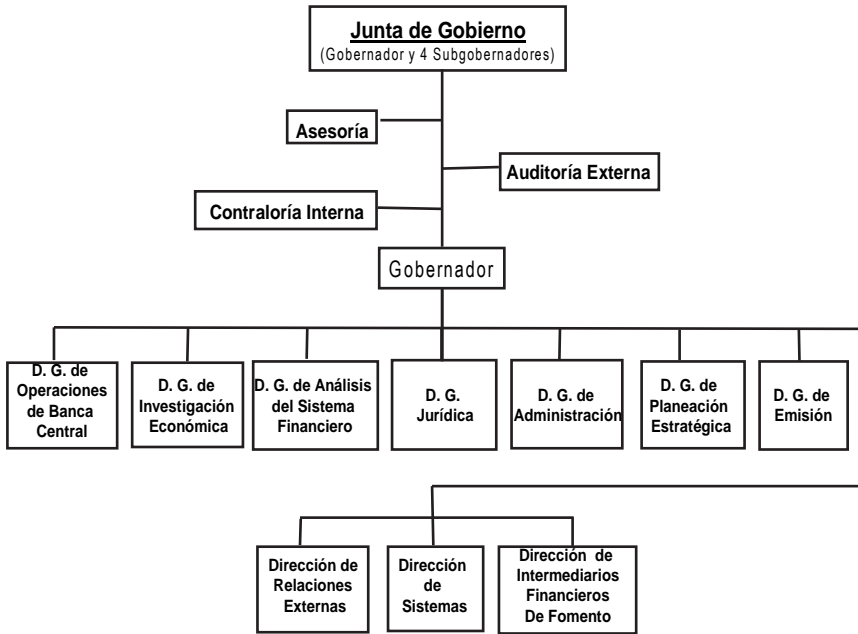 Junta de Gobierno
(Gobernador y 4 Subgobernadores)
Asesoría
Auditoría Externa
Contraloría Interna
Gobernador
D. G. de
Operaciones
de Banca
Central
D. G. de
Investigación
Económica
D. G. de Análisis
del Sistema
Financiero
D. G.
Jurídica
D. G. de
Administración
D. G. de
Planeación
Estratégica
D. G. de
Emisión
Dirección de
Relaciones
Externas
Dirección
de
Sistemas
Dirección de
Intermediarios
Financieros
De Fomento